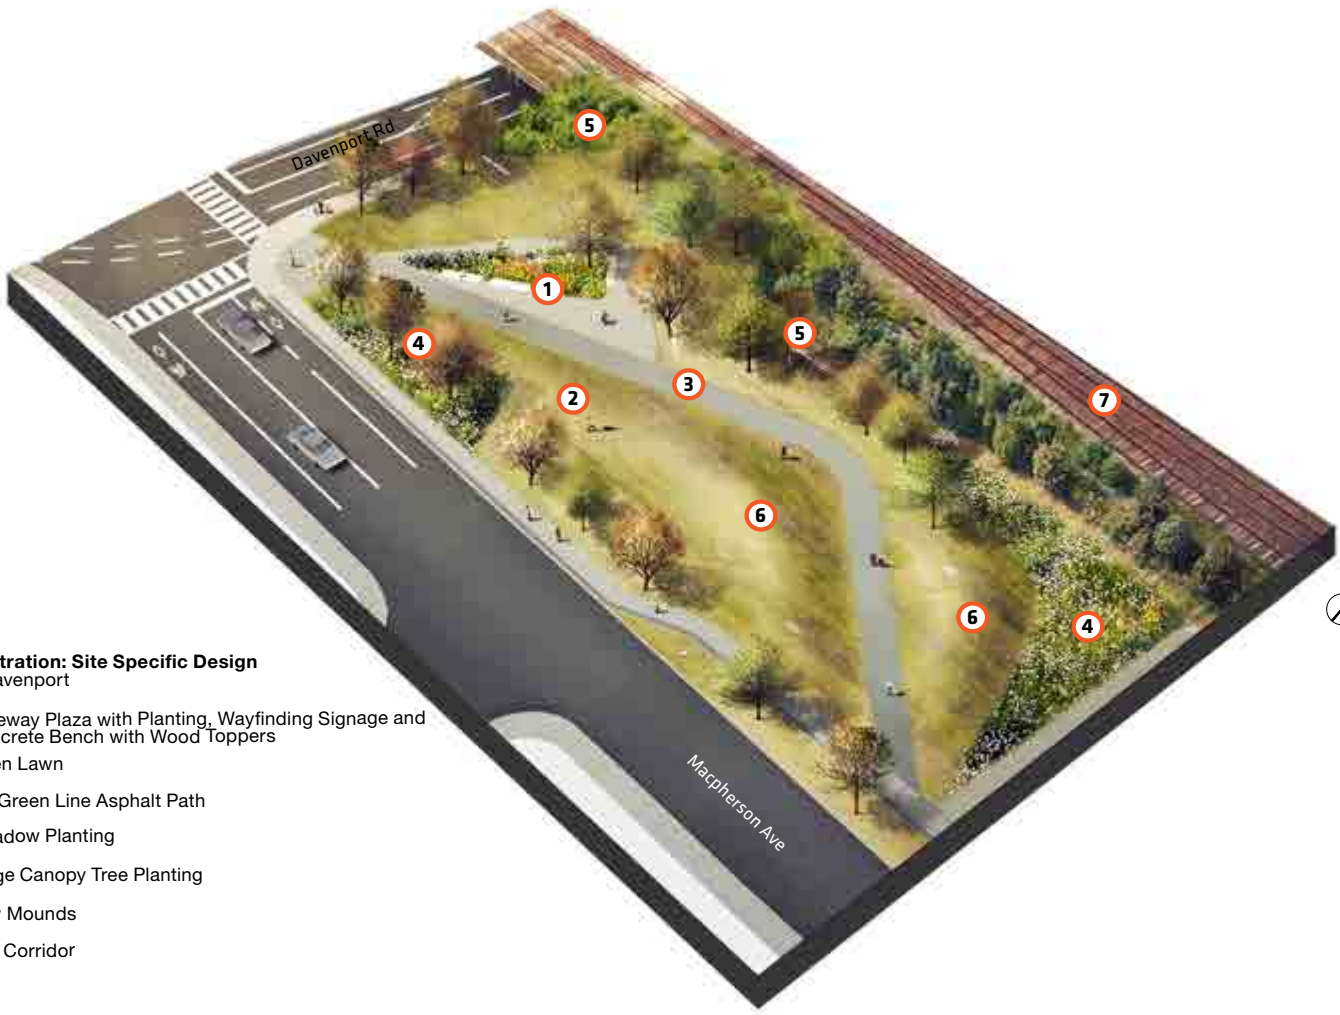 Davenport Rd
5
1
5
4
3
7
2
6
6
4
Macpherson Ave
tration: Site Specific Design
avenport
eway Plaza with Planting, Wayfinding Signage and
crete Bench with Wood Toppers
en Lawn
Green Line Asphalt Path
adow Planting
ge Canopy Tree Planting
Mounds
Corridor